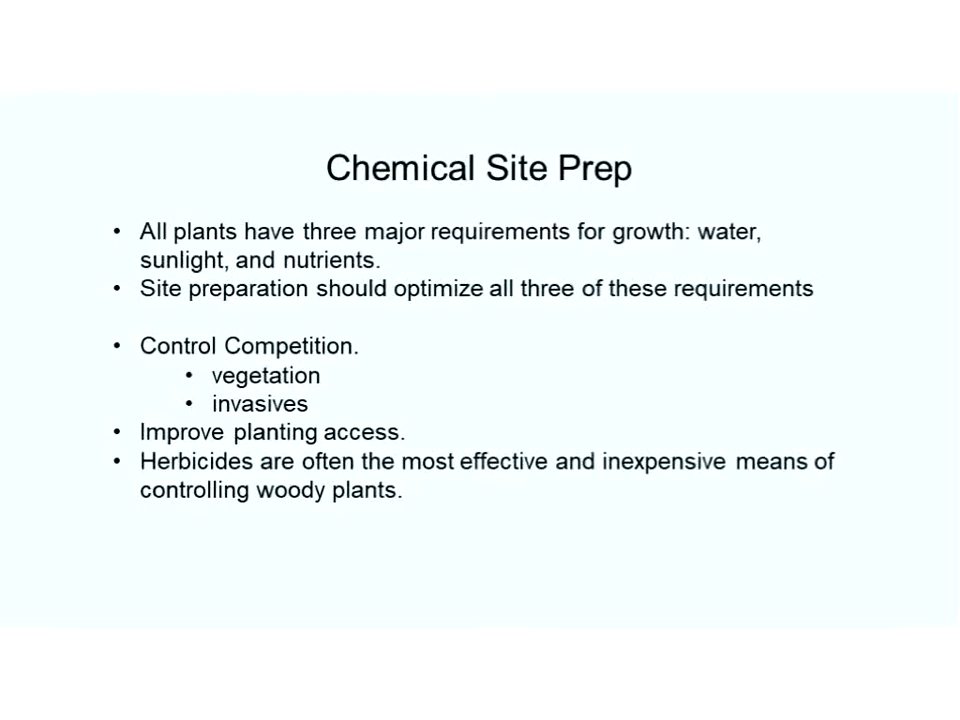 Chemical Site Prep
• All plants have three major requirements for growth: water,
sunlight, and nutrients.
• Site preparation should optimize all three of these requirements
• Control Competition.
• vegetation
• invasives
• Improve planting access.
• Herbicides are often the most effective and inexpensive means of
controlling woody plants.